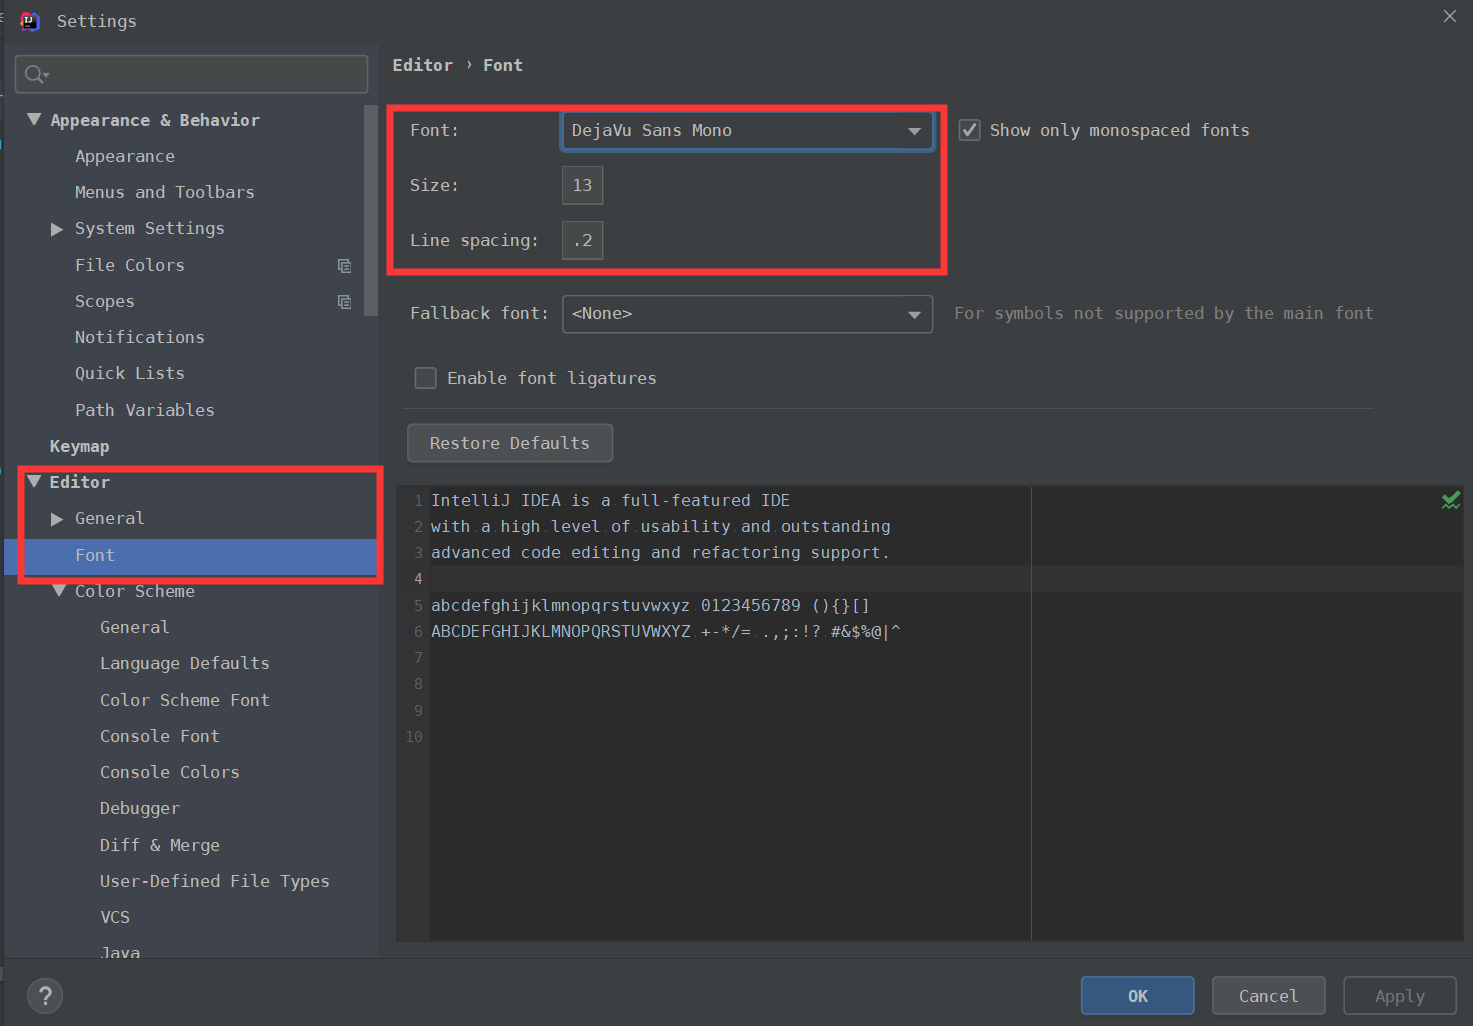 Settings
Appearance & Behavior
Appearance
Menus and Toolbars
System Settings
File Colors
Scopes
Notifications
Quick Lists
Path Variables
Keymap
Editor
General
Font
Color Scheme
General
Language Defaults
Color Scheme Font
Console Font
Console Colors
Debugger
Diff & Merge
User-Defined File Types
VCS
Java
Editor › Font
Font: DejaVu Sans Mono Show only monospaced fonts
Size: 13
Line spacing: .2
Fallback font: <None> For symbols not supported by the main font
Enable font ligatures
Restore Defaults
1 IntelliJ IDEA is a full-featured IDE
2 with a high level of usability and outstanding
3 advanced code editing and refactoring support.
4
5 abcdefghijklmnopqrstuvwxyz 0123456789 (){}[]
6 ABCDEFGHIJKLMNOPQRSTUVWXYZ +-*/= .,;:!? #&$%@|^
7
8
9
10
? OK Cancel Apply